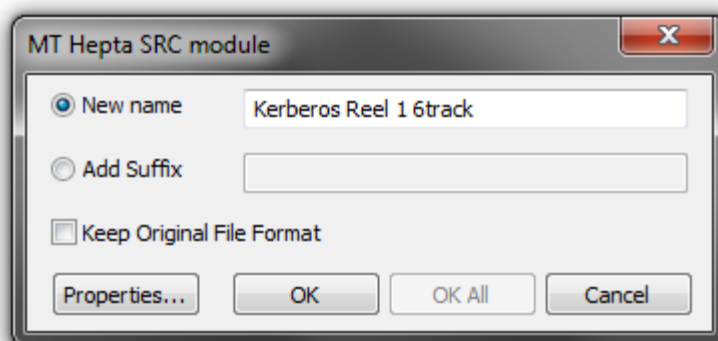 MT Hepta SRC module
New name
Kerberos Reel 1 6track
Add Suffix
Keep Original File Format
Properties...
OK
OK All
Cancel